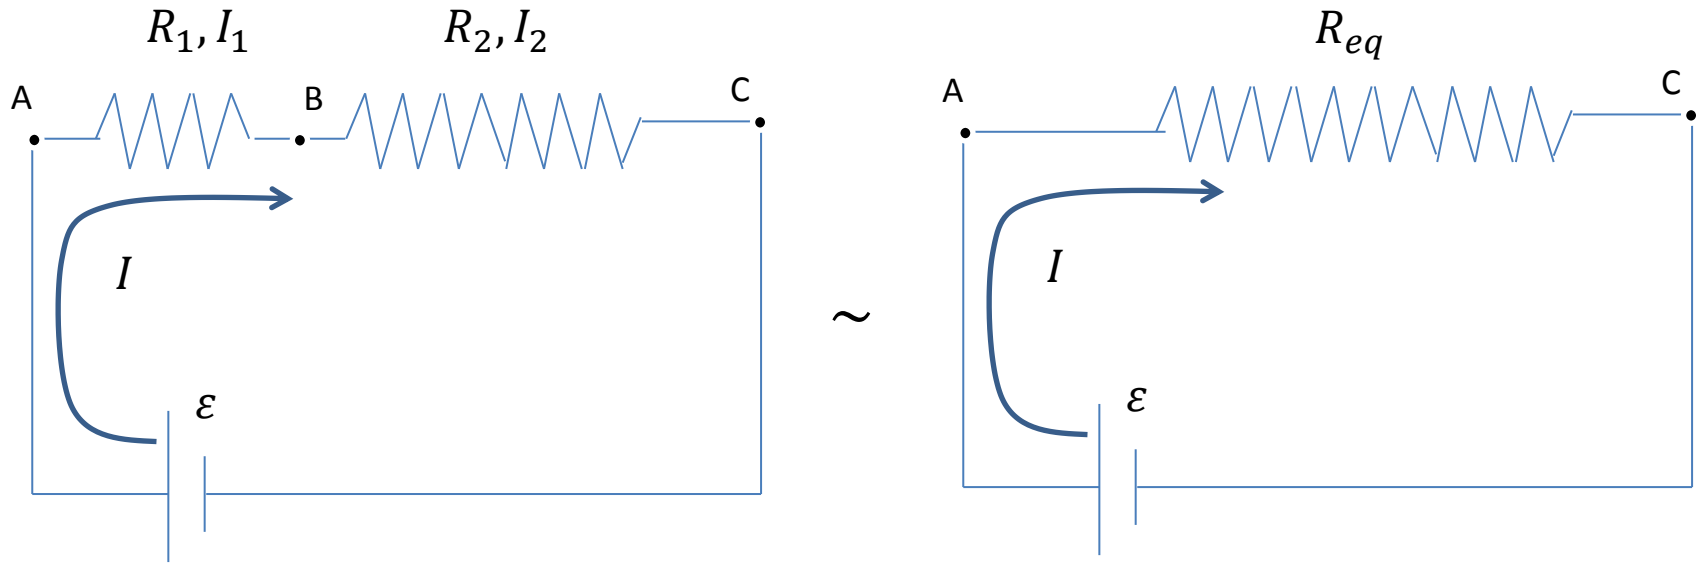 R₁, I₁
R₂, I₂
A
B
C
I
ε
~
R_eq
A
C
I
ε